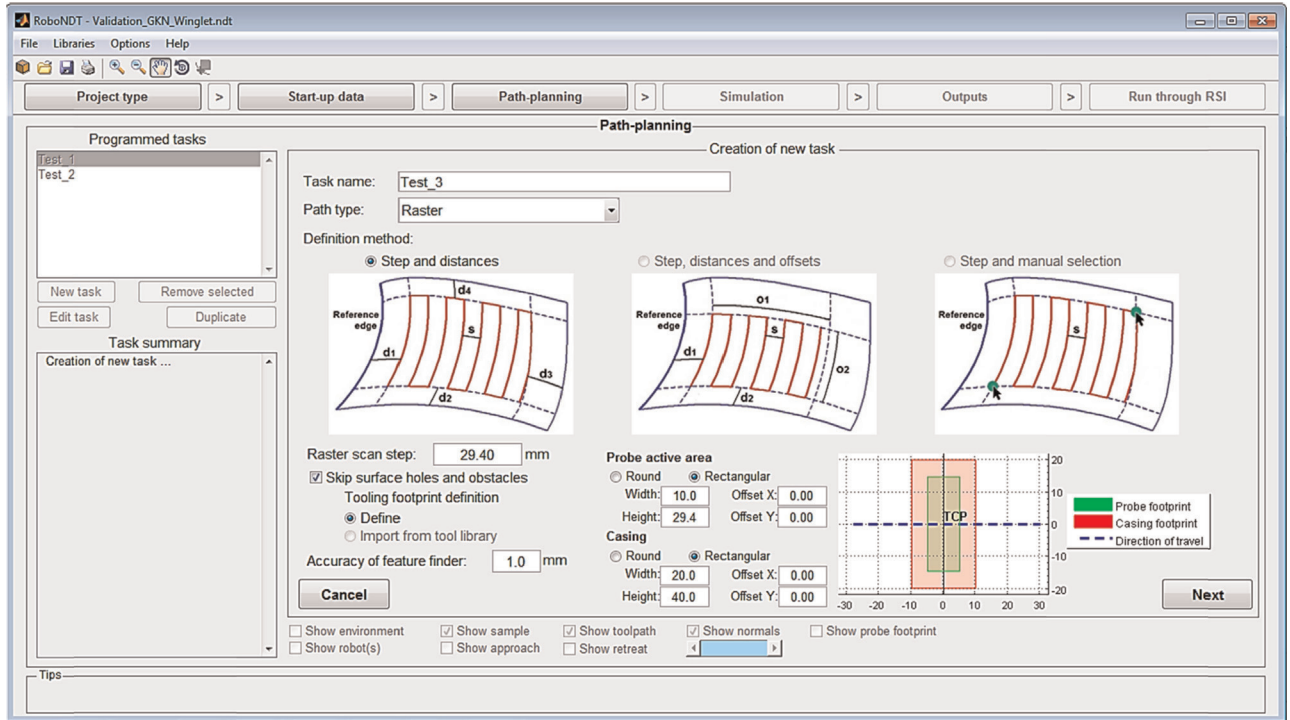 RoboNDT - Validation_GKN_Winglet.ndt
File Libraries Options Help
Project type > Start-up data > Path-planning > Simulation > Outputs > Run through RSI
Path-planning
Programmed tasks
Test_1
Test_2
New task Remove selected
Edit task Duplicate
Task summary
Creation of new task ...
Creation of new task
Task name: Test_3
Path type: Raster
Definition method:
Step and distances Step, distances and offsets Step and manual selection
Reference edge d1 s d4 d3 d2
Reference edge d1 s o1 o2 d2
Reference edge s
Raster scan step: 29.40 mm
Skip surface holes and obstacles
Tooling footprint definition
Define
Import from tool library
Accuracy of feature finder: 1.0 mm
Cancel
Probe active area
Round Rectangular
Width: 10.0 Offset X: 0.00
Height: 29.4 Offset Y: 0.00
Casing
Round Rectangular
Width: 20.0 Offset X: 0.00
Height: 40.0 Offset Y: 0.00
TCP
20
10
0
-10
-20
-30 -20 -10 0 10 20 30
Probe footprint
Casing footprint
Direction of travel
Next
Show environment Show sample Show toolpath Show normals Show probe footprint
Show robot(s) Show approach Show retreat
Tips